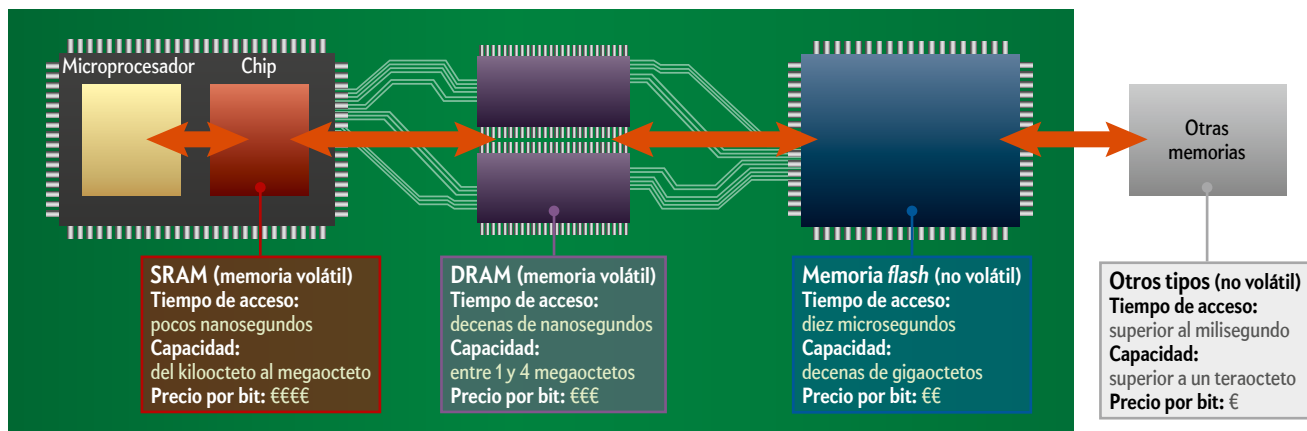 Microprocesador
Chip
Otras
memorias
SRAM (memoria volátil)
Tiempo de acceso:
pocos nanosegundos
Capacidad:
del kiloocteto al megaocteto
Precio por bit: €€€€
DRAM (memoria volátil)
Tiempo de acceso:
decenas de nanosegundos
Capacidad:
entre 1 y 4 megaoctetos
Precio por bit: €€€
Memoria flash (no volátil)
Tiempo de acceso:
diez microsegundos
Capacidad:
decenas de gigaoctetos
Precio por bit: €€
Otros tipos (no volátil)
Tiempo de acceso:
superior al milisegundo
Capacidad:
superior a un teraocteto
Precio por bit: €